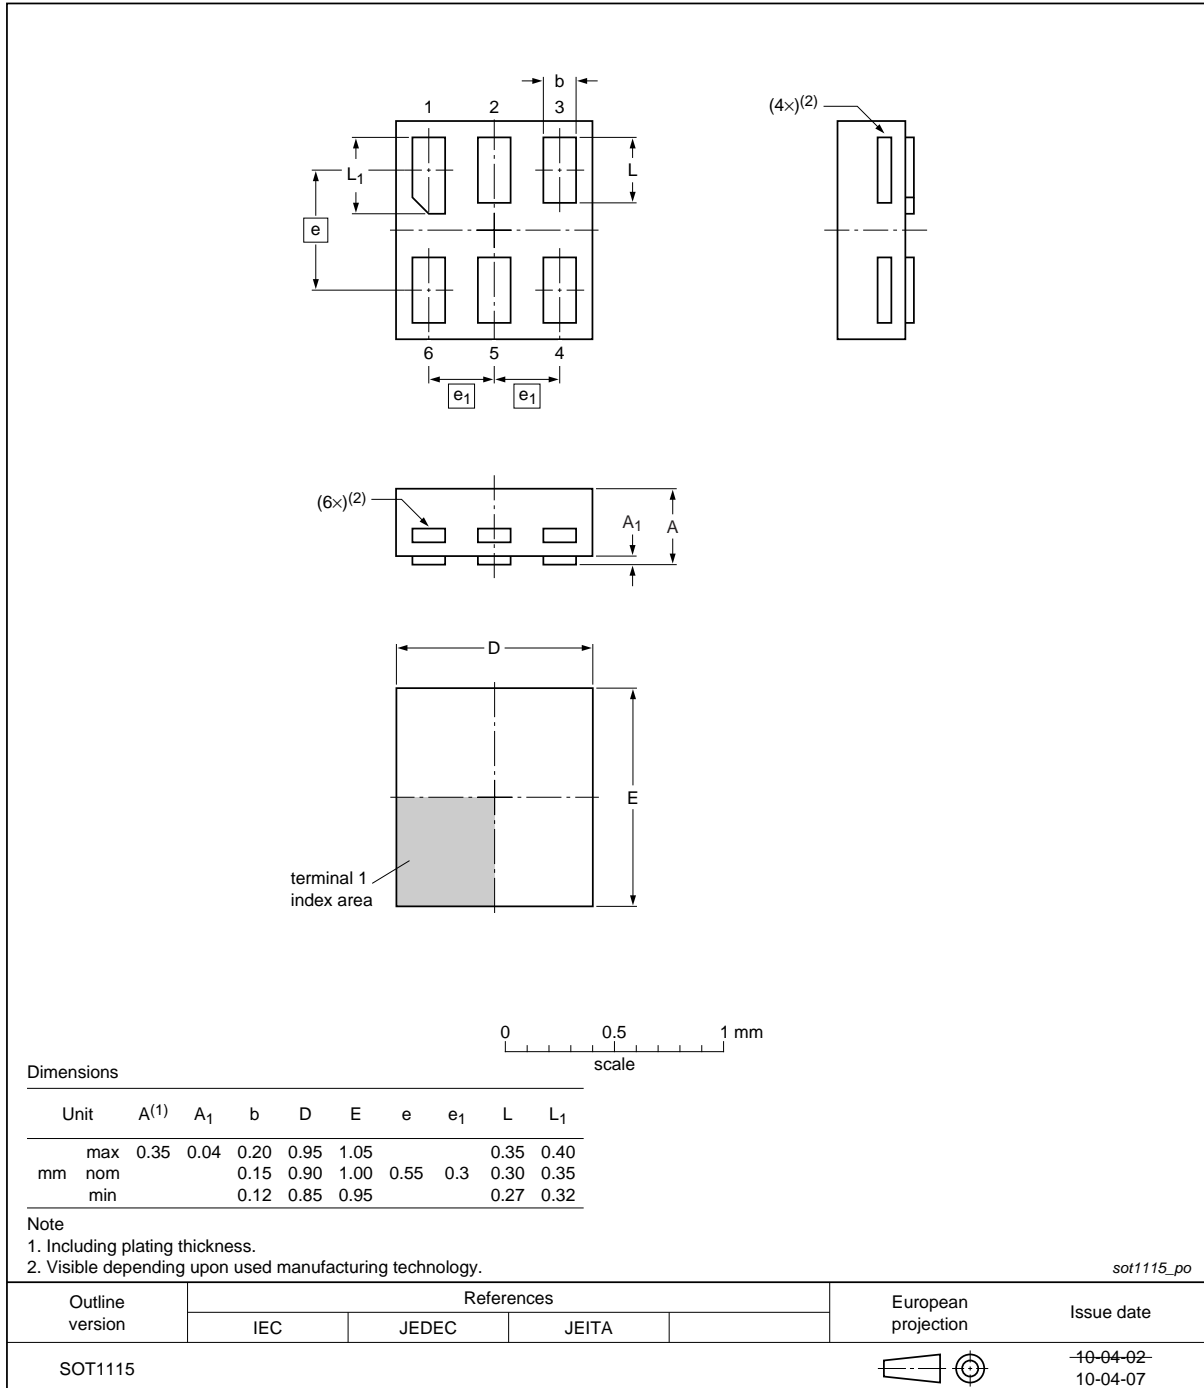 b
1 2 3
(4×)(2)
L1
L
e
6 5 4
e1 e1
(6×)(2)
A1 A
D
E
terminal 1
index area
0 0.5 1 mm
scale
Dimensions
Unit A(1) A1 b D E e e1 L L1
max 0.35 0.04 0.20 0.95 1.05 0.35 0.40
mm nom 0.15 0.90 1.00 0.55 0.3 0.30 0.35
min 0.12 0.85 0.95 0.27 0.32
Note
1. Including plating thickness.
2. Visible depending upon used manufacturing technology.
sot1115_po
Outline
version
References
IEC JEDEC JEITA
European
projection
Issue date
SOT1115
10-04-02
10-04-07